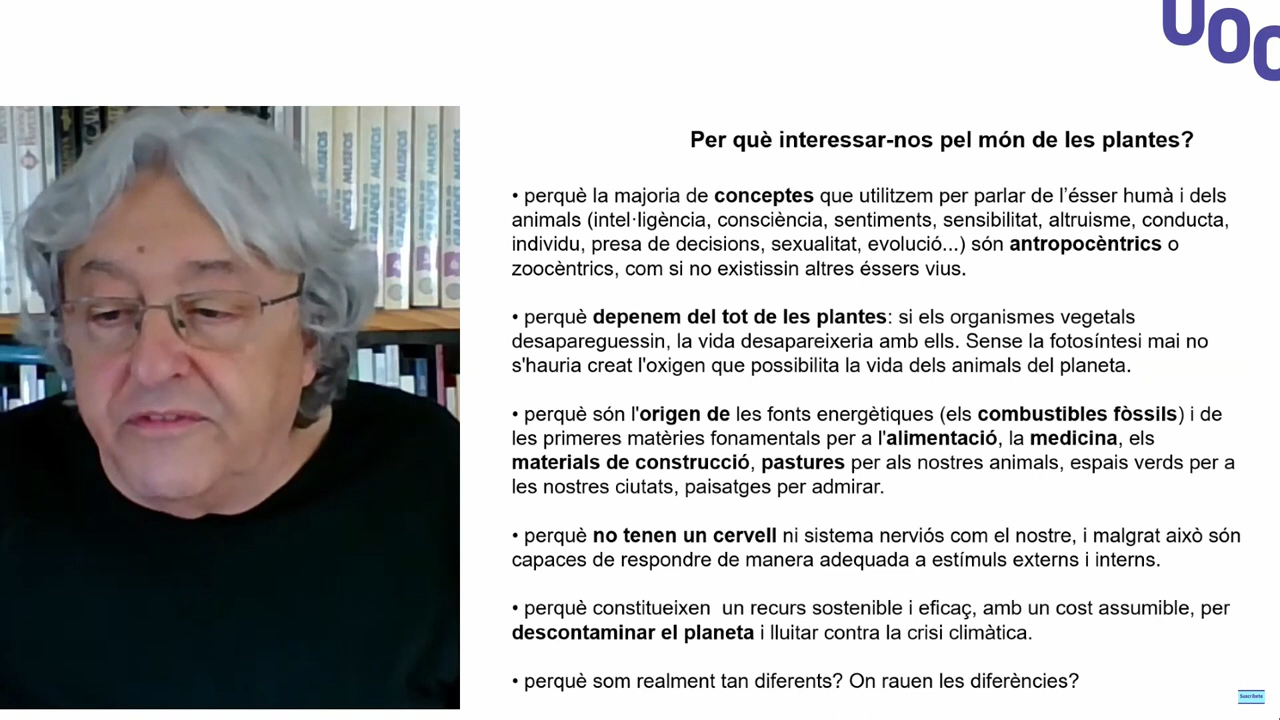 UOC
Per què interessar-nos pel món de les plantes?
• perquè la majoria de conceptes que utilitzem per parlar de l’ésser humà i dels
animals (intel·ligència, consciència, sentiments, sensibilitat, altruisme, conducta,
individu, presa de decisions, sexualitat, evolució...) són antropocèntrics o
zoocèntrics, com si no existissin altres éssers vius.
• perquè depenem del tot de les plantes: si els organismes vegetals
desapareguessin, la vida desapareixeria amb ells. Sense la fotosíntesi mai no
s'hauria creat l'oxigen que possibilita la vida dels animals del planeta.
• perquè són l'origen de les fonts energètiques (els combustibles fòssils) i de
les primeres matèries fonamentals per a l'alimentació, la medicina, els
materials de construcció, pastures per als nostres animals, espais verds per a
les nostres ciutats, paisatges per admirar.
• perquè no tenen un cervell ni sistema nerviós com el nostre, i malgrat això són
capaces de respondre de manera adequada a estímuls externs i interns.
• perquè constitueixen  un recurs sostenible i eficaç, amb un cost assumible, per
descontaminar el planeta i lluitar contra la crisi climàtica.
• perquè som realment tan diferents? On rauen les diferències?
Suscríbete
MUSEOS
GRANDES MUSEOS
GRANDES MUSEOS